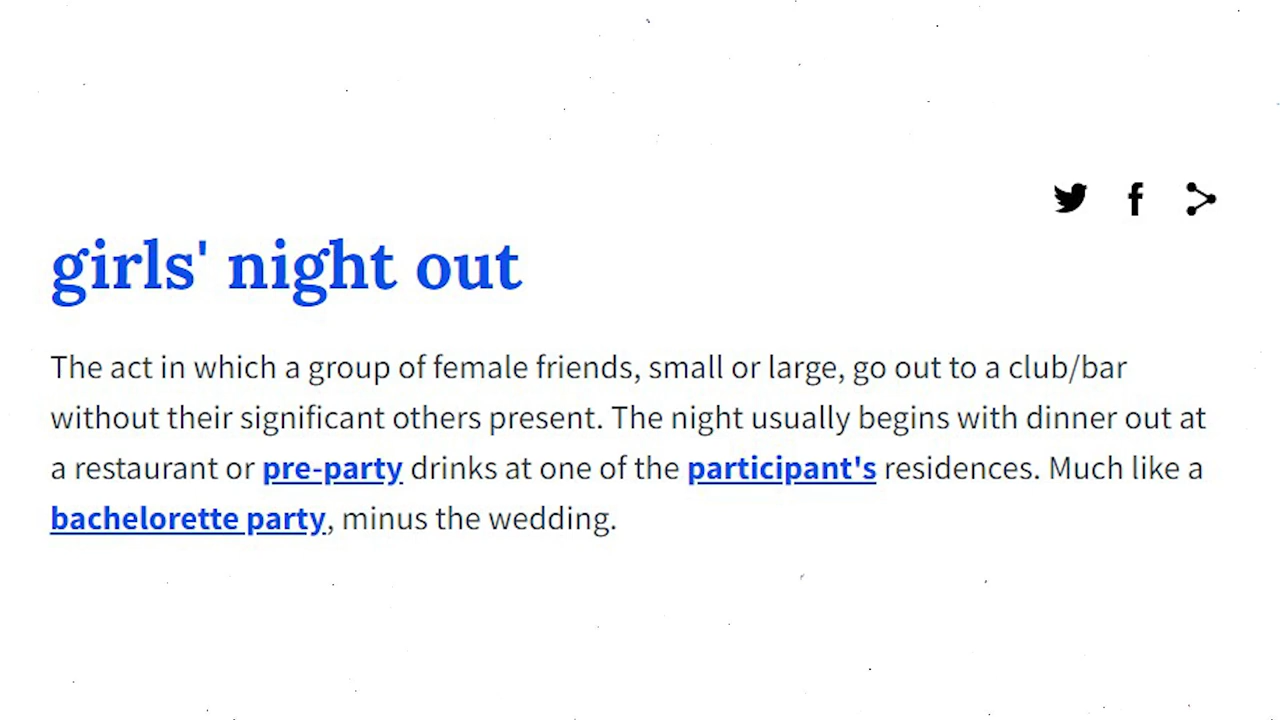 girls' night out
The act in which a group of female friends, small or large, go out to a club/bar
without their significant others present. The night usually begins with dinner out at
a restaurant or pre-party drinks at one of the participant's residences. Much like a
bachelorette party, minus the wedding.